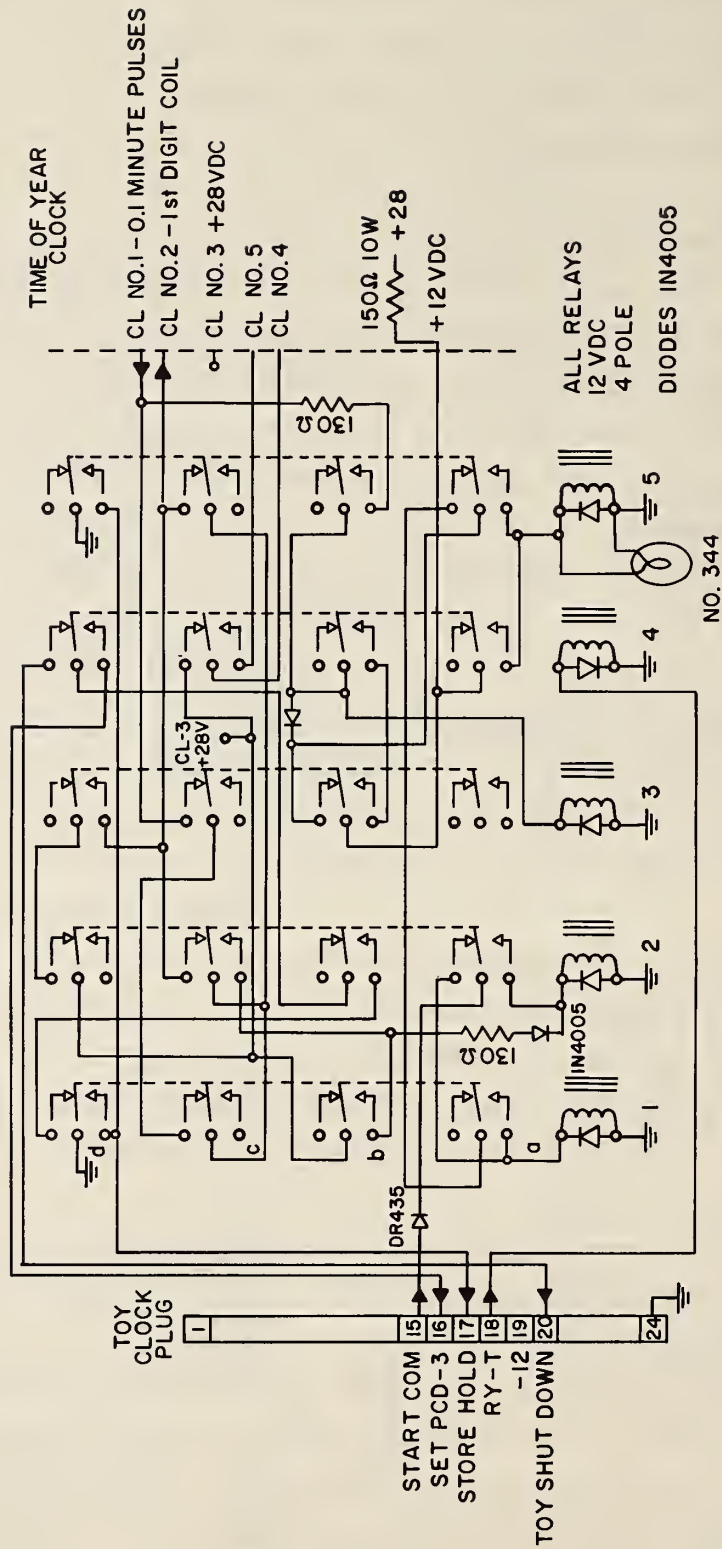 TIME OF YEAR
CLOCK
CL NO.1-0.1 MINUTE PULSES
CL NO.2-1st DIGIT COIL
CL NO.3 +28VDC
CL NO.5
CL NO.4
150Ω 10W
+28
+12VDC
ALL RELAYS
12 VDC
4 POLE
DIODES IN4005
130Ω
CL-3
+28V
130Ω
IN4005
DR435
d
c
b
a
1
2
3
4
5
NO. 344
TOY
CLOCK
PLUG
1
START COM 15
SET PCD-3 16
STORE HOLD 17
RY-T 18
-12 19
TOY SHUT DOWN 20
24